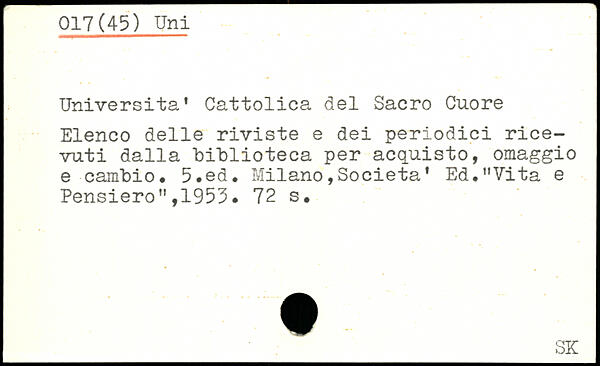 017(45) Uni
Universita' Cattolica del Sacro Cuore
Elenco delle riviste e dei periodici rice-
vuti dalla biblioteca per acquisto, omaggio
e cambio. 5.ed. Milano,Societa' Ed."Vita e
Pensiero",1953. 72 s.
SK